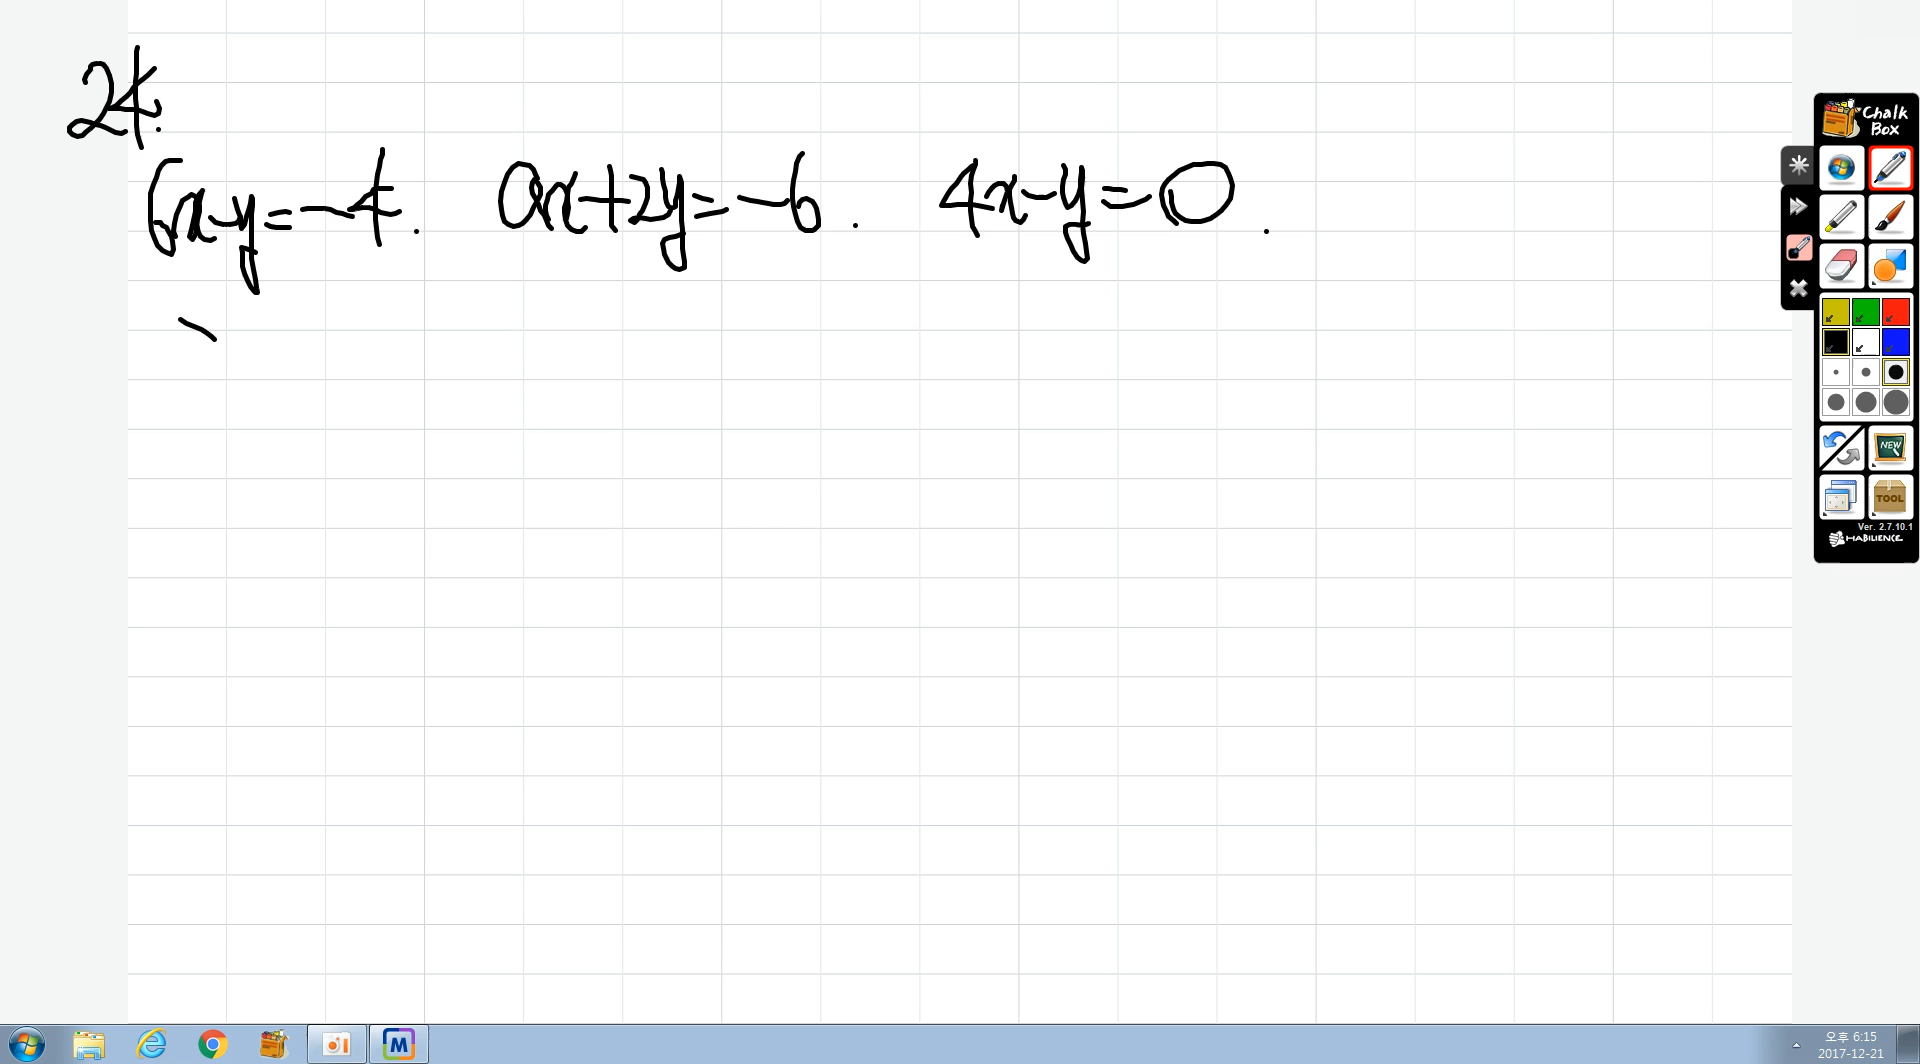 24.
6x-y=-4.   ax+2y=-6.   4x-y=0.
Chalk
Box
NEW
TOOL
Ver. 2.7.10.1
HABILIENCE
오후 6:15
2017-12-21